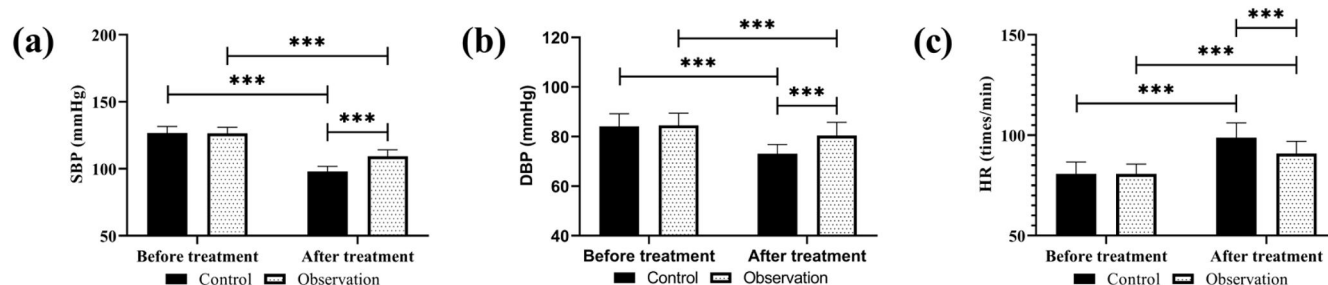 (a)
SBP (mmHg)
200
150
100
50
***
***
***
Before treatment
After treatment
Control
Observation
(b)
DBP (mmHg)
120
100
80
60
40
***
***
***
Before treatment
After treatment
Control
Observation
(c)
HR (times/min)
150
100
50
***
***
***
Before treatment
After treatment
Control
Observation